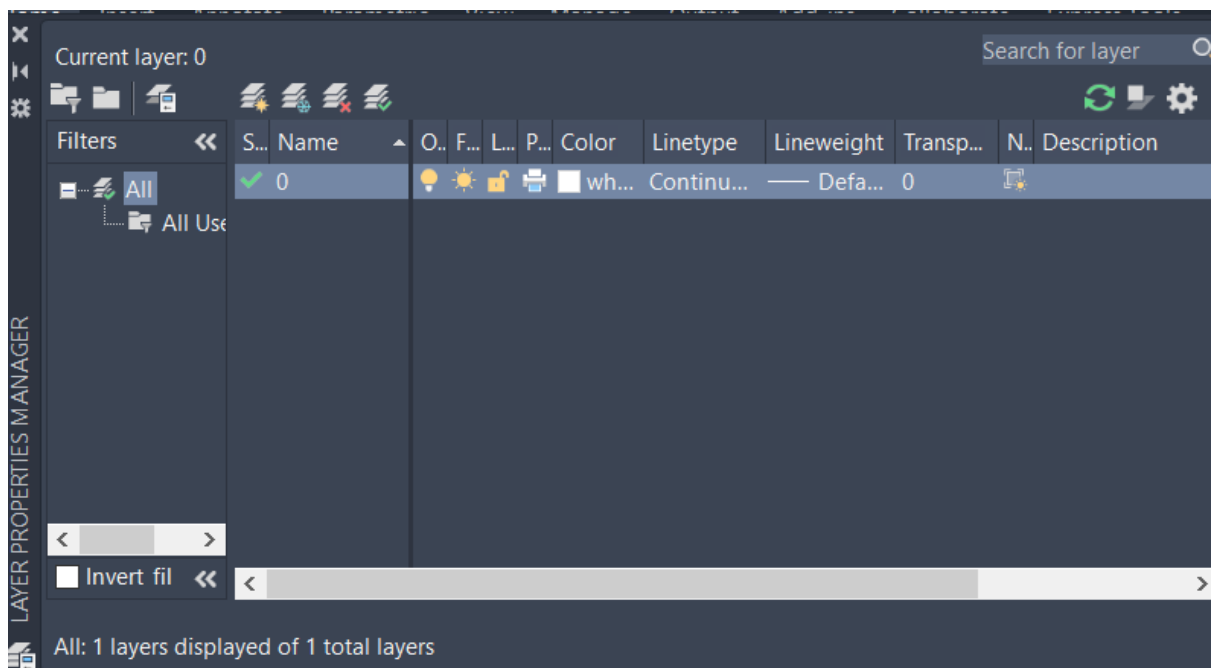 Current layer: 0
Search for layer
Filters
S... Name O.. F... L... P... Color Linetype Lineweight Transp... N.. Description
All
0 wh... Continu... Defa... 0
All Use
LAYER PROPERTIES MANAGER
Invert fil
All: 1 layers displayed of 1 total layers